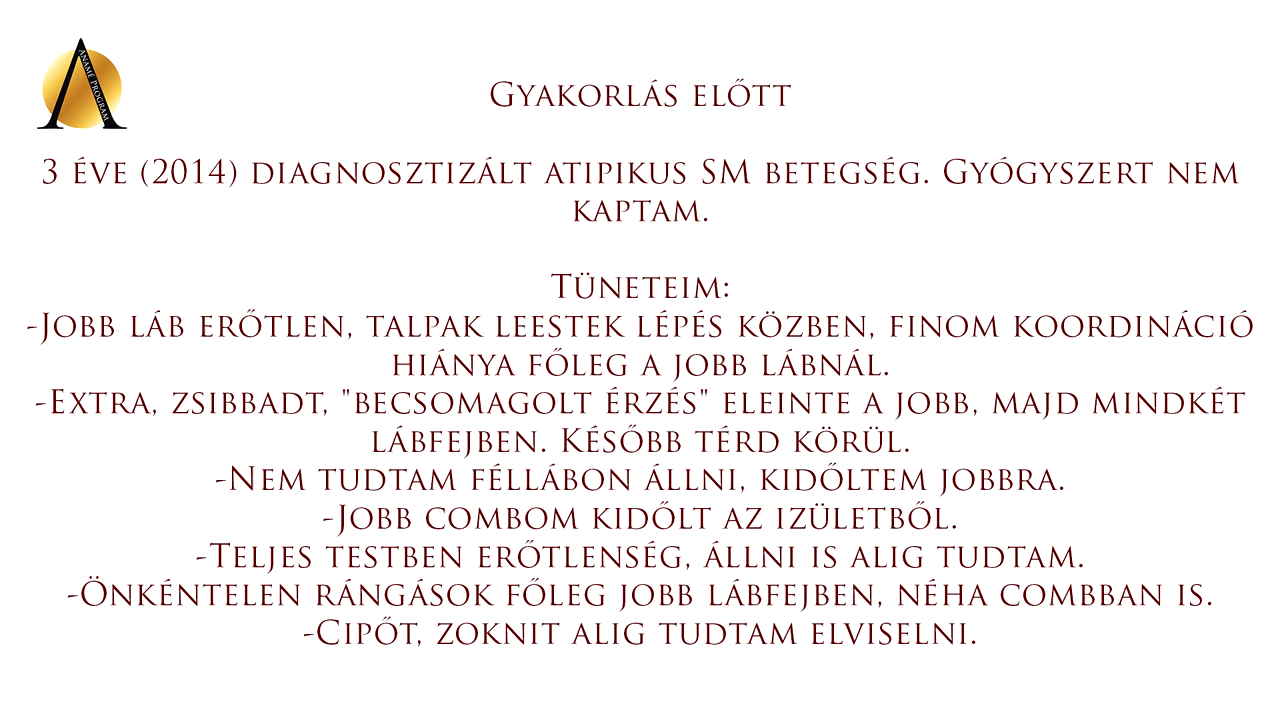 Anamé Program
Gyakorlás előtt
3 éve (2014) diagnosztizált atipikus SM betegség. Gyógyszert nem
kaptam.
Tüneteim:
-Jobb láb erőtlen, talpak leestek lépés közben, finom koordináció
hiánya főleg a jobb lábnál.
-Extra, zsibbadt, "becsomagolt érzés" eleinte a jobb, majd mindkét
lábfejben. Később térd körül.
-Nem tudtam féllábon állni, kidőltem jobbra.
-Jobb combom kidőlt az izületből.
-Teljes testben erőtlenség, állni is alig tudtam.
-Önkéntelen rángások főleg jobb lábfejben, néha combban is.
-Cipőt, zoknit alig tudtam elviselni.